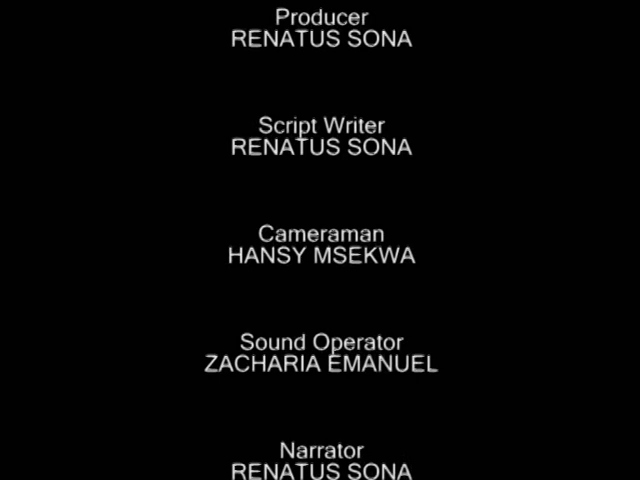 Producer
RENATUS SONA
Script Writer
RENATUS SONA
Cameraman
HANSY MSEKWA
Sound Operator
ZACHARIA EMANUEL
Narrator
RENATUS SONA